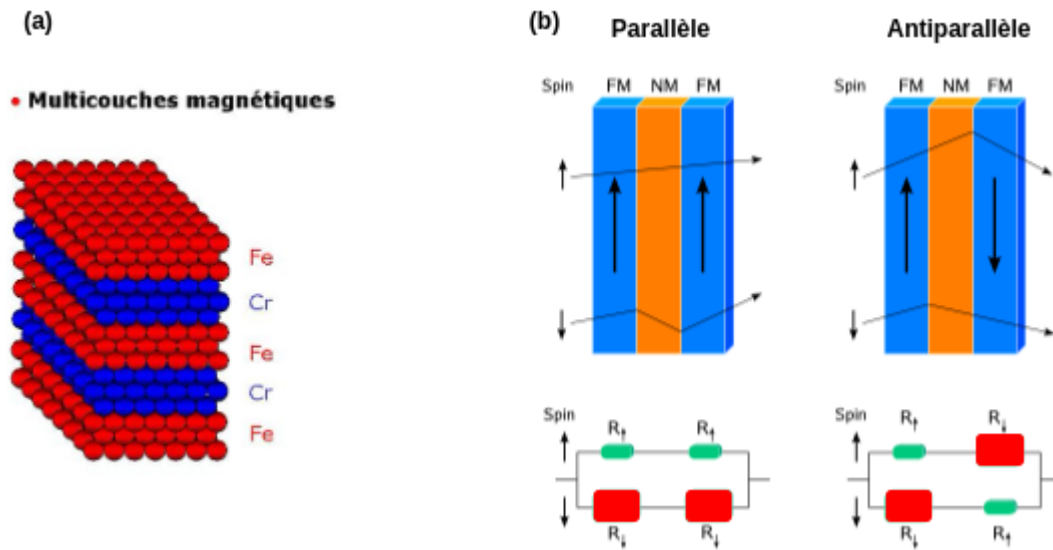 (a)
• Multicouches magnétiques
Fe
Cr
Fe
Cr
Fe
(b)
Parallèle
Spin FM NM FM
Spin
R↑ R↑
R↓ R↓
Antiparallèle
Spin FM NM FM
Spin
R↑ R↓
R↓ R↑